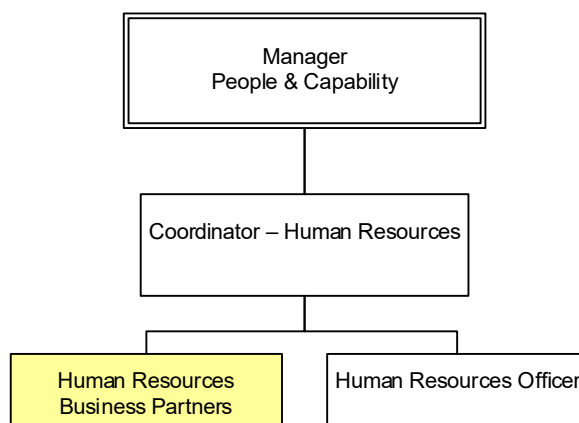 Manager
People & Capability
Coordinator – Human Resources
Human Resources
Business Partners
Human Resources Officer